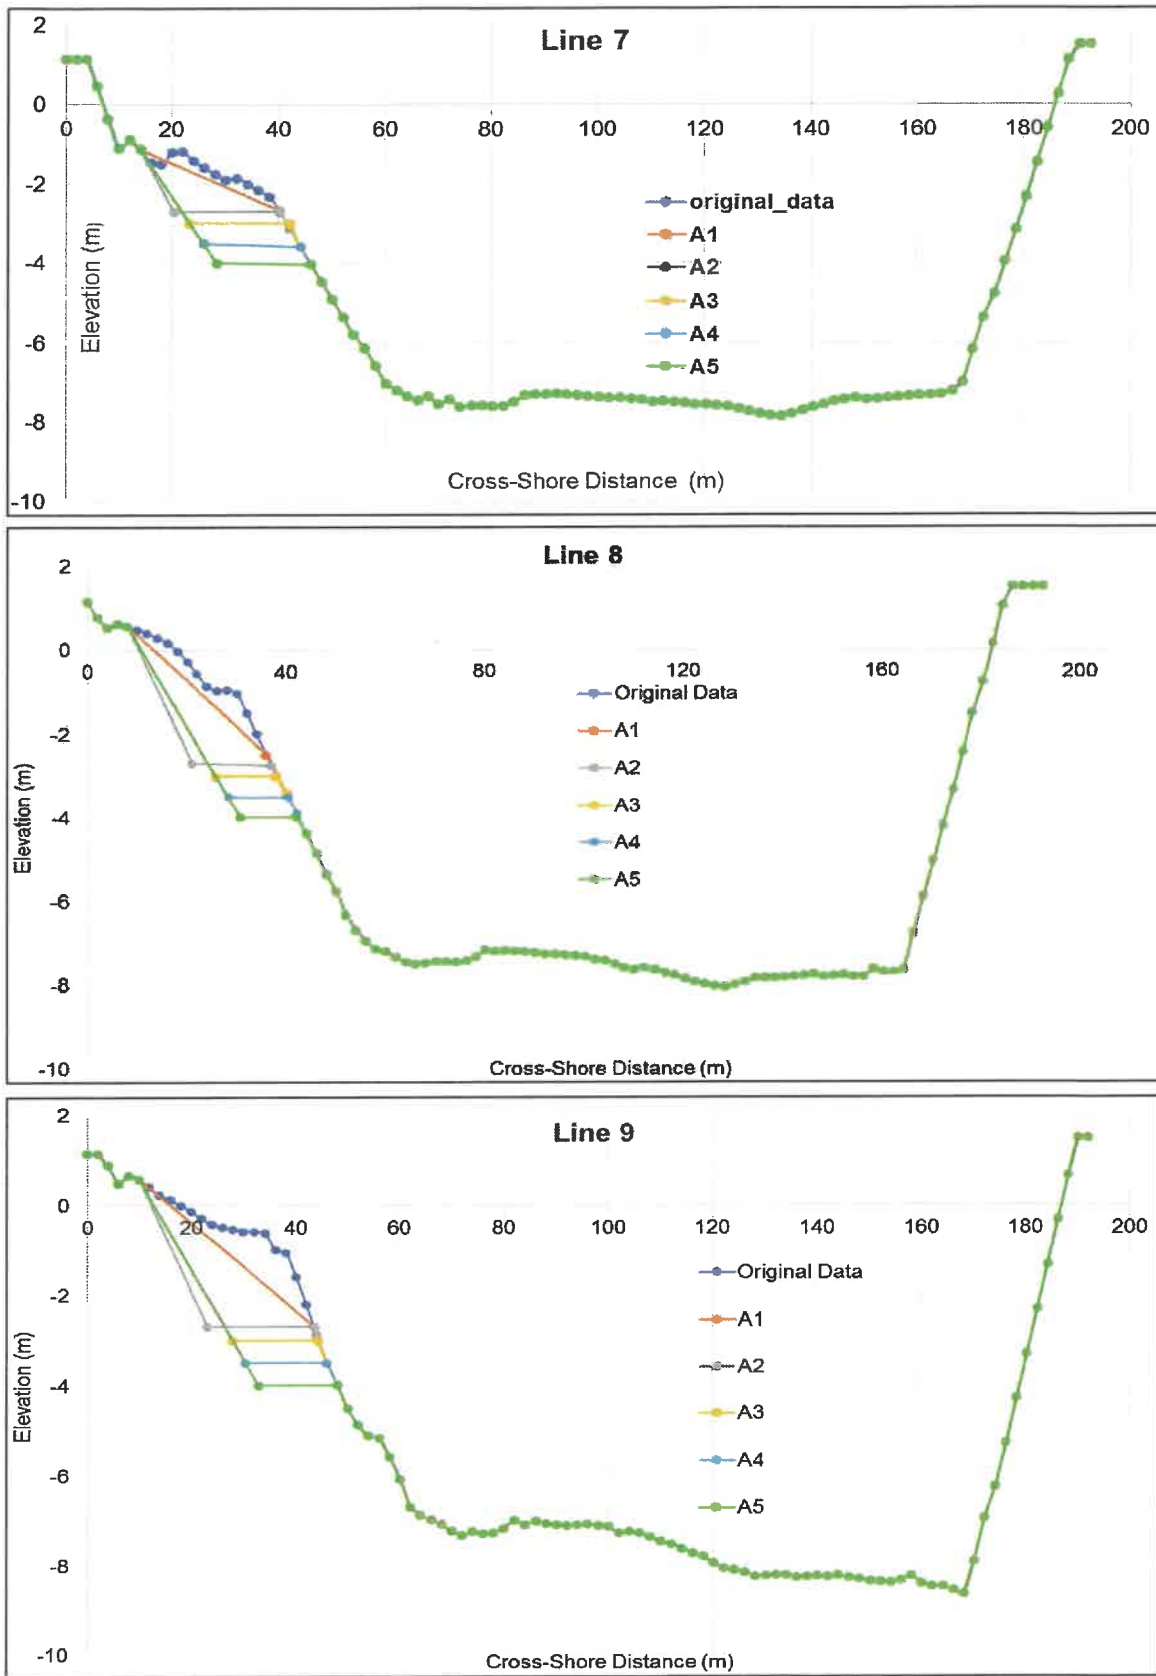 Line 7
2
0
0 20 40 60 80 100 120 140 160 180 200
-2
-4
-6
-8
-10
Elevation (m)
original_data
A1
A2
A3
A4
A5
Cross-Shore Distance (m)
Line 8
2
0
0 40 80 120 160 200
-2
-4
-6
-8
-10
Elevation (m)
Original Data
A1
A2
A3
A4
A5
Cross-Shore Distance (m)
Line 9
2
0
0 20 40 60 80 100 120 140 160 180 200
-2
-4
-6
-8
-10
Elevation (m)
Original Data
A1
A2
A3
A4
A5
Cross-Shore Distance (m)